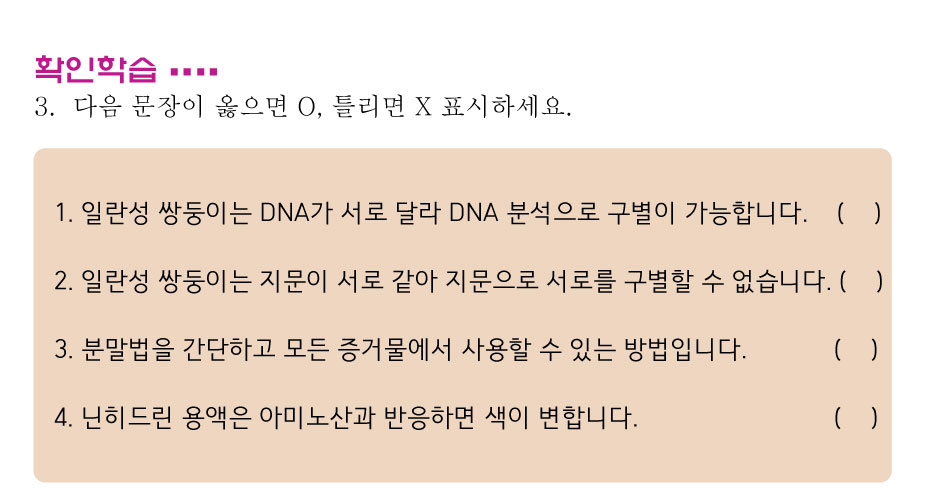 확인학습 ▪▪▪▪
3. 다음 문장이 옳으면 O, 틀리면 X 표시하세요.
1. 일란성 쌍둥이는 DNA가 서로 달라 DNA 분석으로 구별이 가능합니다. ( )
2. 일란성 쌍둥이는 지문이 서로 같아 지문으로 서로를 구별할 수 없습니다. ( )
3. 분말법을 간단하고 모든 증거물에서 사용할 수 있는 방법입니다. ( )
4. 닌히드린 용액은 아미노산과 반응하면 색이 변합니다. ( )